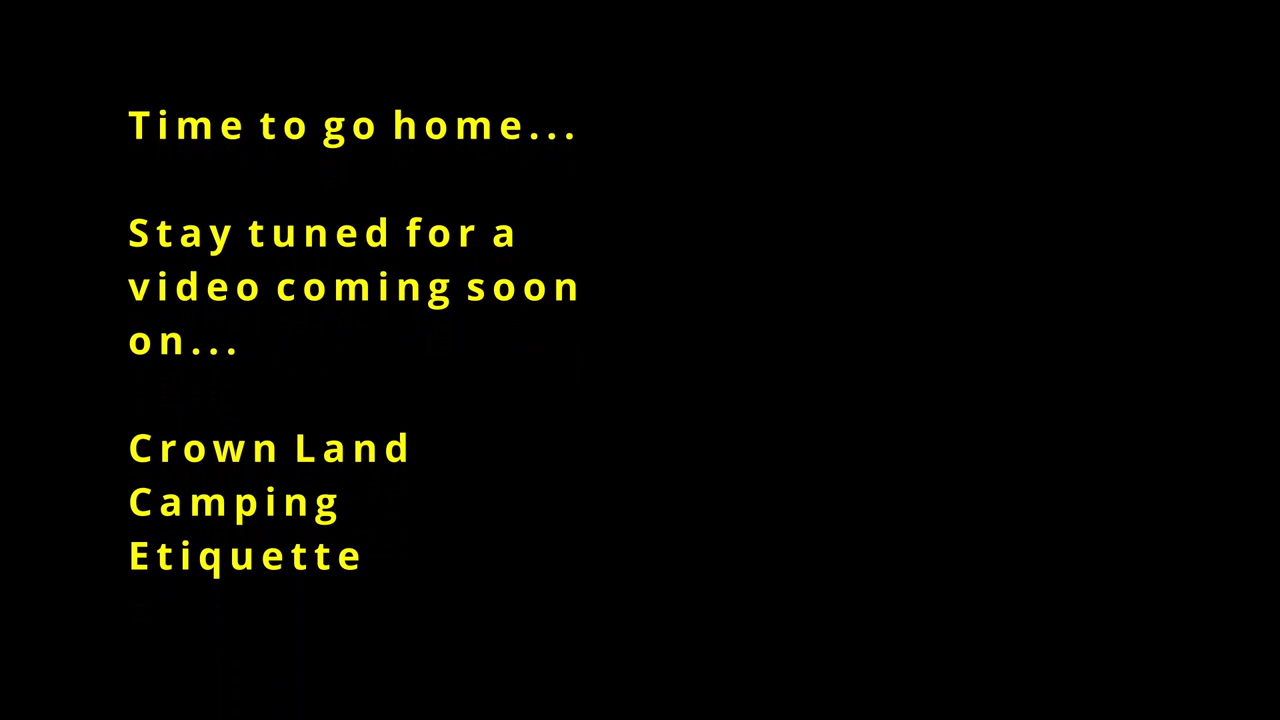 Time to go home...
Stay tuned for a
video coming soon
on...
Crown Land
Camping
Etiquette